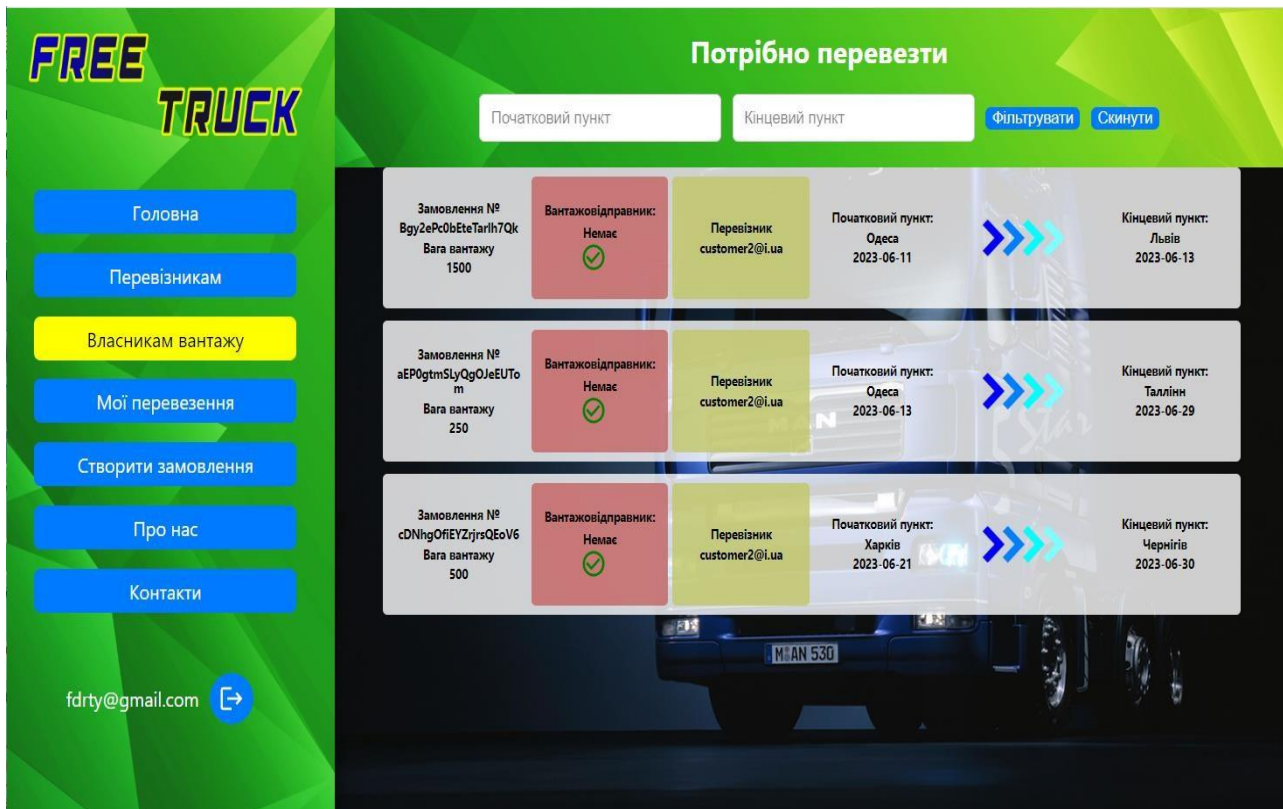 FREE
TRUCK
Головна
Перевізникам
Власникам вантажу
Мої перевезення
Створити замовлення
Про нас
Контакти
fdrty@gmail.com
Потрібно перевезти
Початковий пункт
Кінцевий пункт
Фільтрувати
Скинути
Замовлення №
Bgy2ePc0bEteTarIh7Qk
Вага вантажу
1500
Вантажовідправник:
Немає
Перевізник
customer2@i.ua
Початковий пункт:
Одеса
2023-06-11
Кінцевий пункт:
Львів
2023-06-13
Замовлення №
aEP0gtmSLyQgOJeEUTo
m
Вага вантажу
250
Вантажовідправник:
Немає
Перевізник
customer2@i.ua
Початковий пункт:
Одеса
2023-06-13
Кінцевий пункт:
Таллінн
2023-06-29
MAN
Star
Замовлення №
cDNhgOfiEYZrjrsQEoV6
Вага вантажу
500
Вантажовідправник:
Немає
Перевізник
customer2@i.ua
Початковий пункт:
Харків
2023-06-21
Кінцевий пункт:
Чернігів
2023-06-30
M AN 530